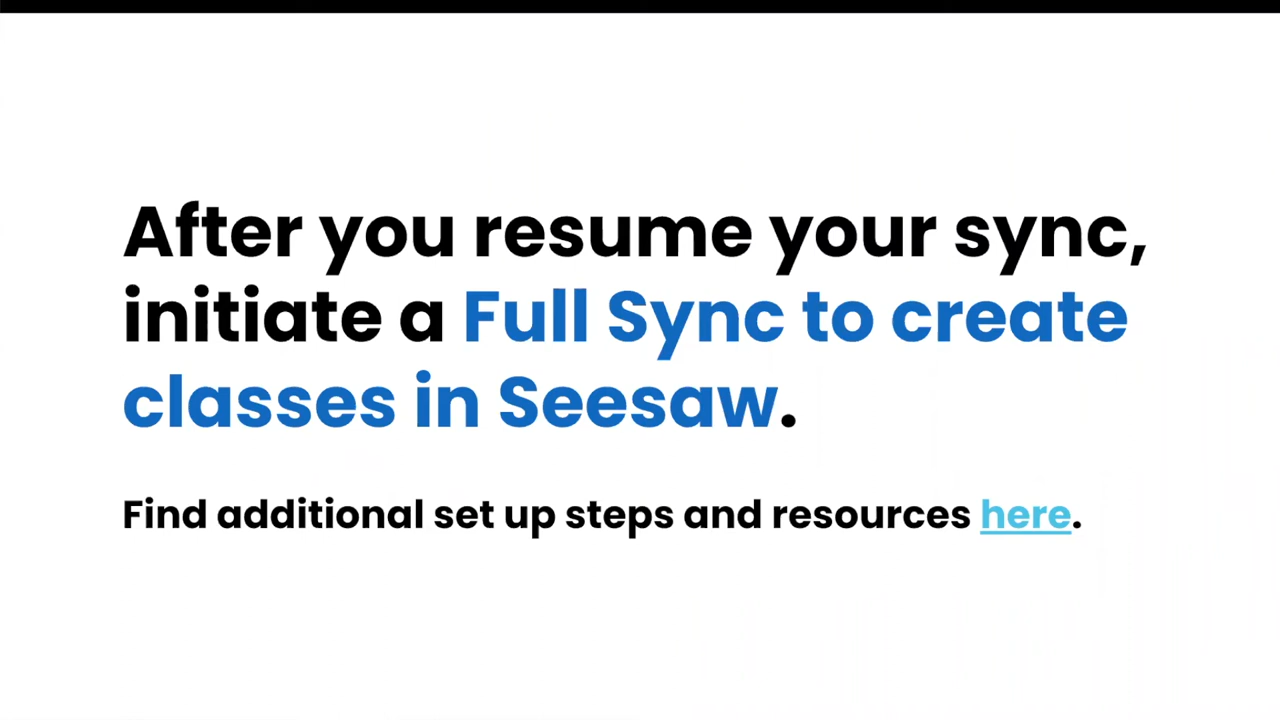 After you resume your sync,
initiate a Full Sync to create
classes in Seesaw.
Find additional set up steps and resources here.